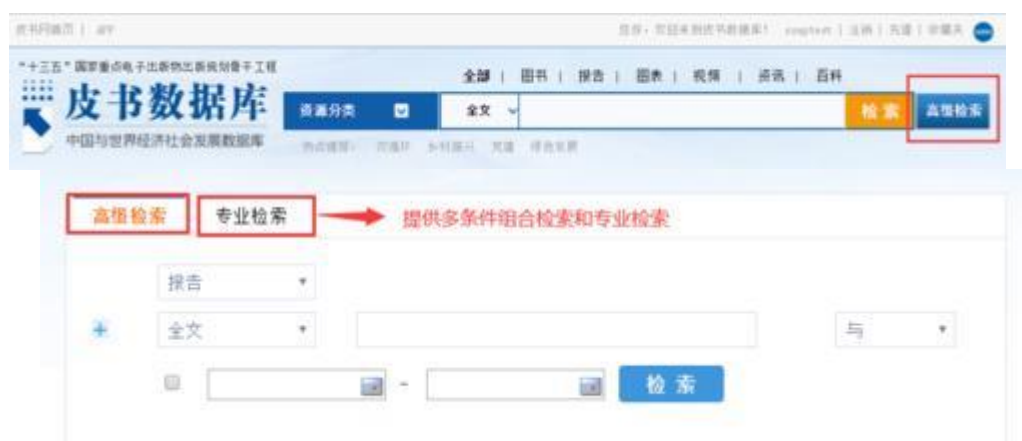 "十三五"国家重点电子出版物出版规划骨干工程
全部 | 图书 | 报告 | 图表 | 视频 | 资讯 | 百科
皮书数据库
资源分类 全文 检索 高级检索
中国与世界经济社会发展数据库
高级检索 专业检索 提供多条件组合检索和专业检索
报告
全文 与
- 检索